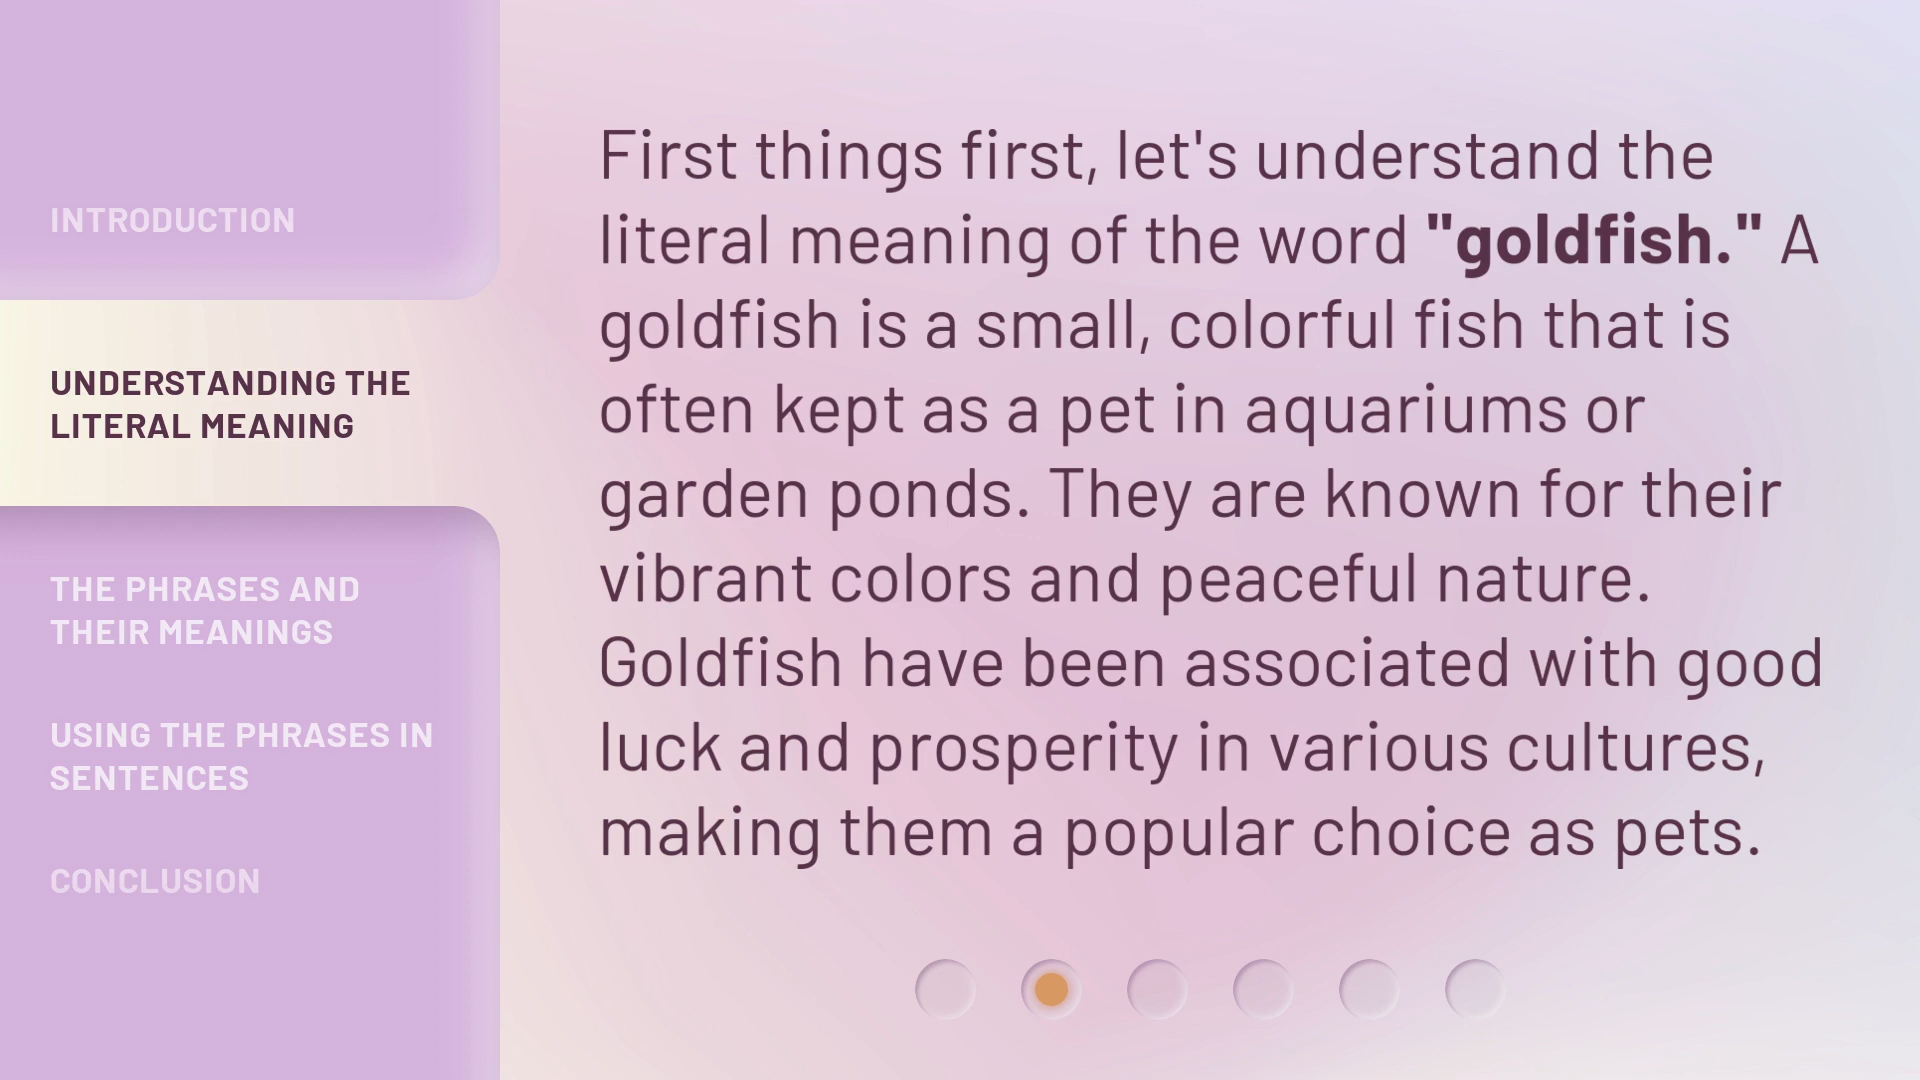 INTRODUCTION
UNDERSTANDING THE
LITERAL MEANING
THE PHRASES AND
THEIR MEANINGS
USING THE PHRASES IN
SENTENCES
CONCLUSION
First things first, let's understand the
literal meaning of the word "goldfish." A
goldfish is a small, colorful fish that is
often kept as a pet in aquariums or
garden ponds. They are known for their
vibrant colors and peaceful nature.
Goldfish have been associated with good
luck and prosperity in various cultures,
making them a popular choice as pets.